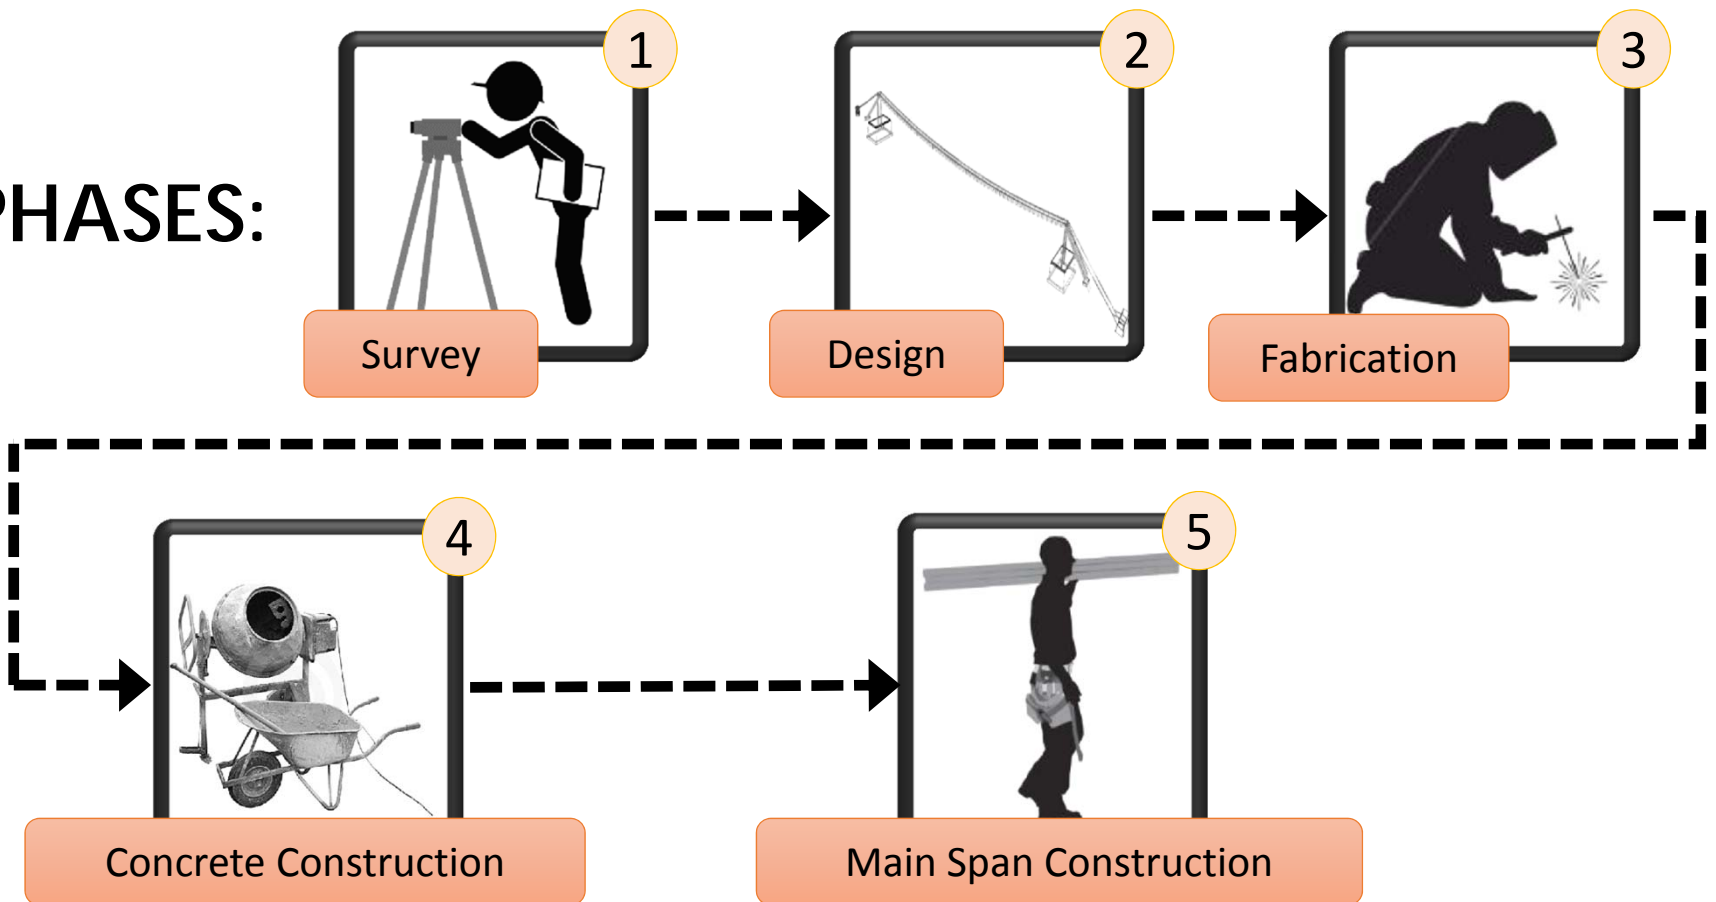 PHASES:
1
Survey
2
Design
3
Fabrication
4
Concrete Construction
5
Main Span Construction